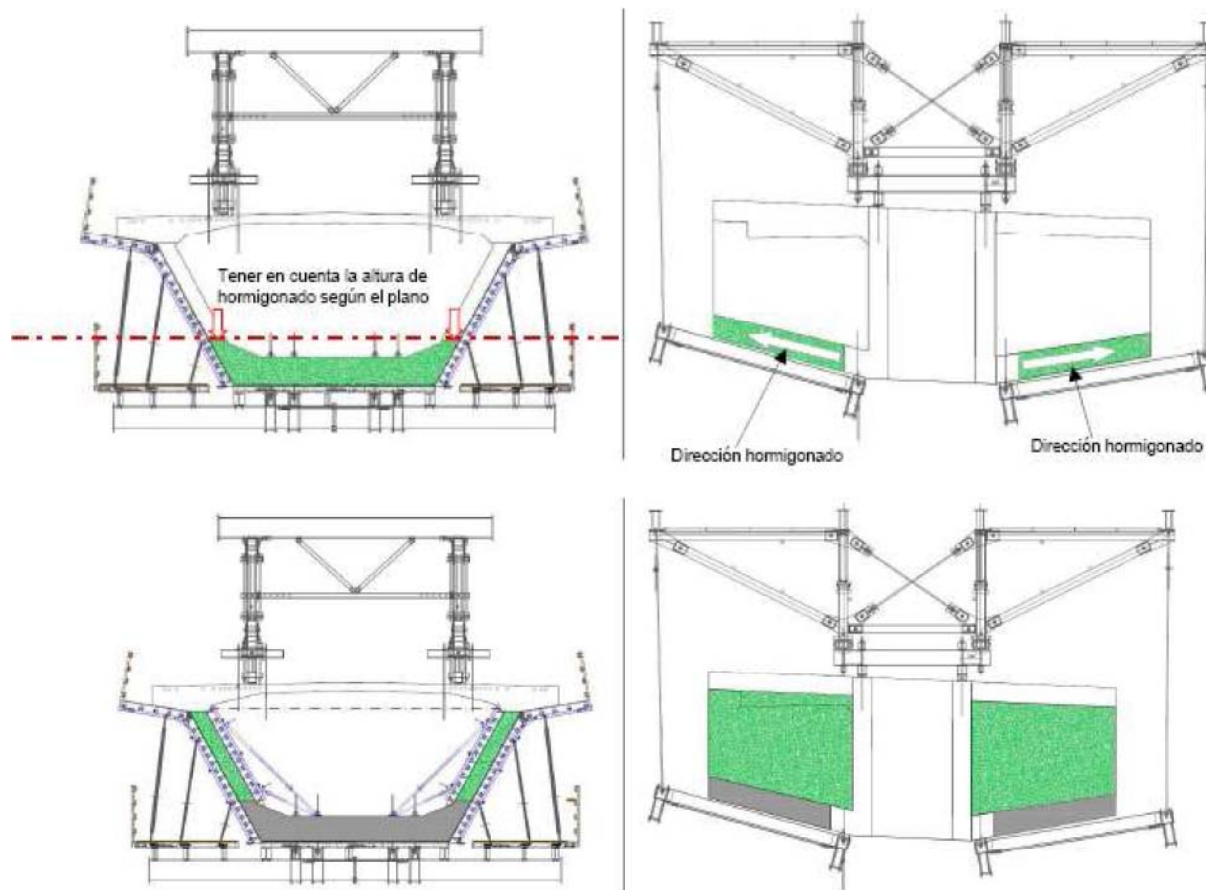 Tener en cuenta la altura de
hormigonado según el plano
Dirección hormigonado
Dirección hormigonado